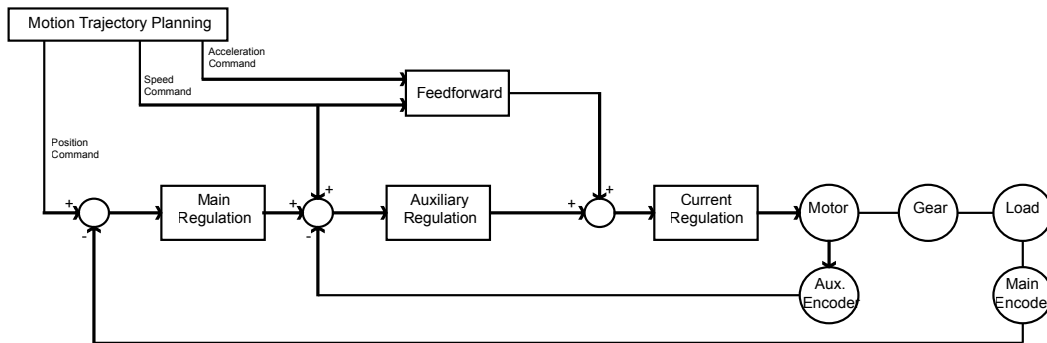 Motion Trajectory Planning
Acceleration
Command
Speed
Command
Feedforward
Position
Command
+
+
+
+
+
+
Main
Regulation
Auxiliary
Regulation
Current
Regulation
Motor
Gear
Load
-
-
Aux.
Encoder
Main
Encoder